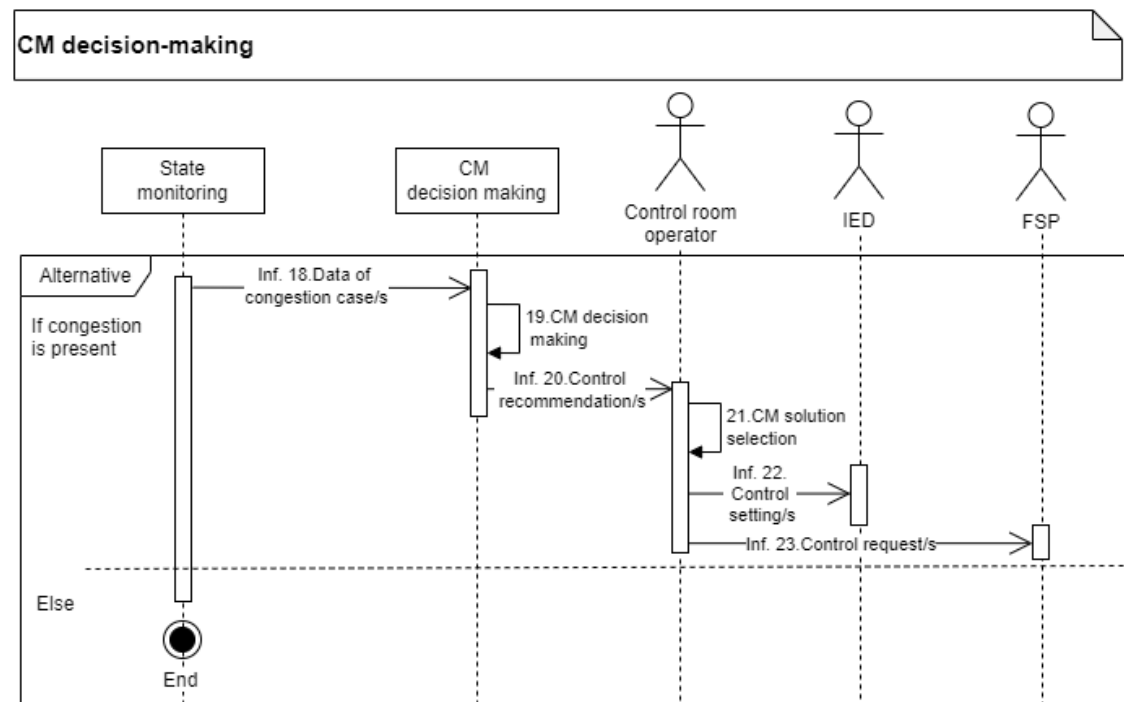 CM decision-making
State
monitoring
CM
decision making
Control room
operator
IED
FSP
Alternative
If congestion
is present
Inf. 18.Data of
congestion case/s
19.CM decision
making
Inf. 20.Control
recommendation/s
21.CM solution
selection
Inf. 22.
Control
setting/s
Inf. 23.Control request/s
Else
End